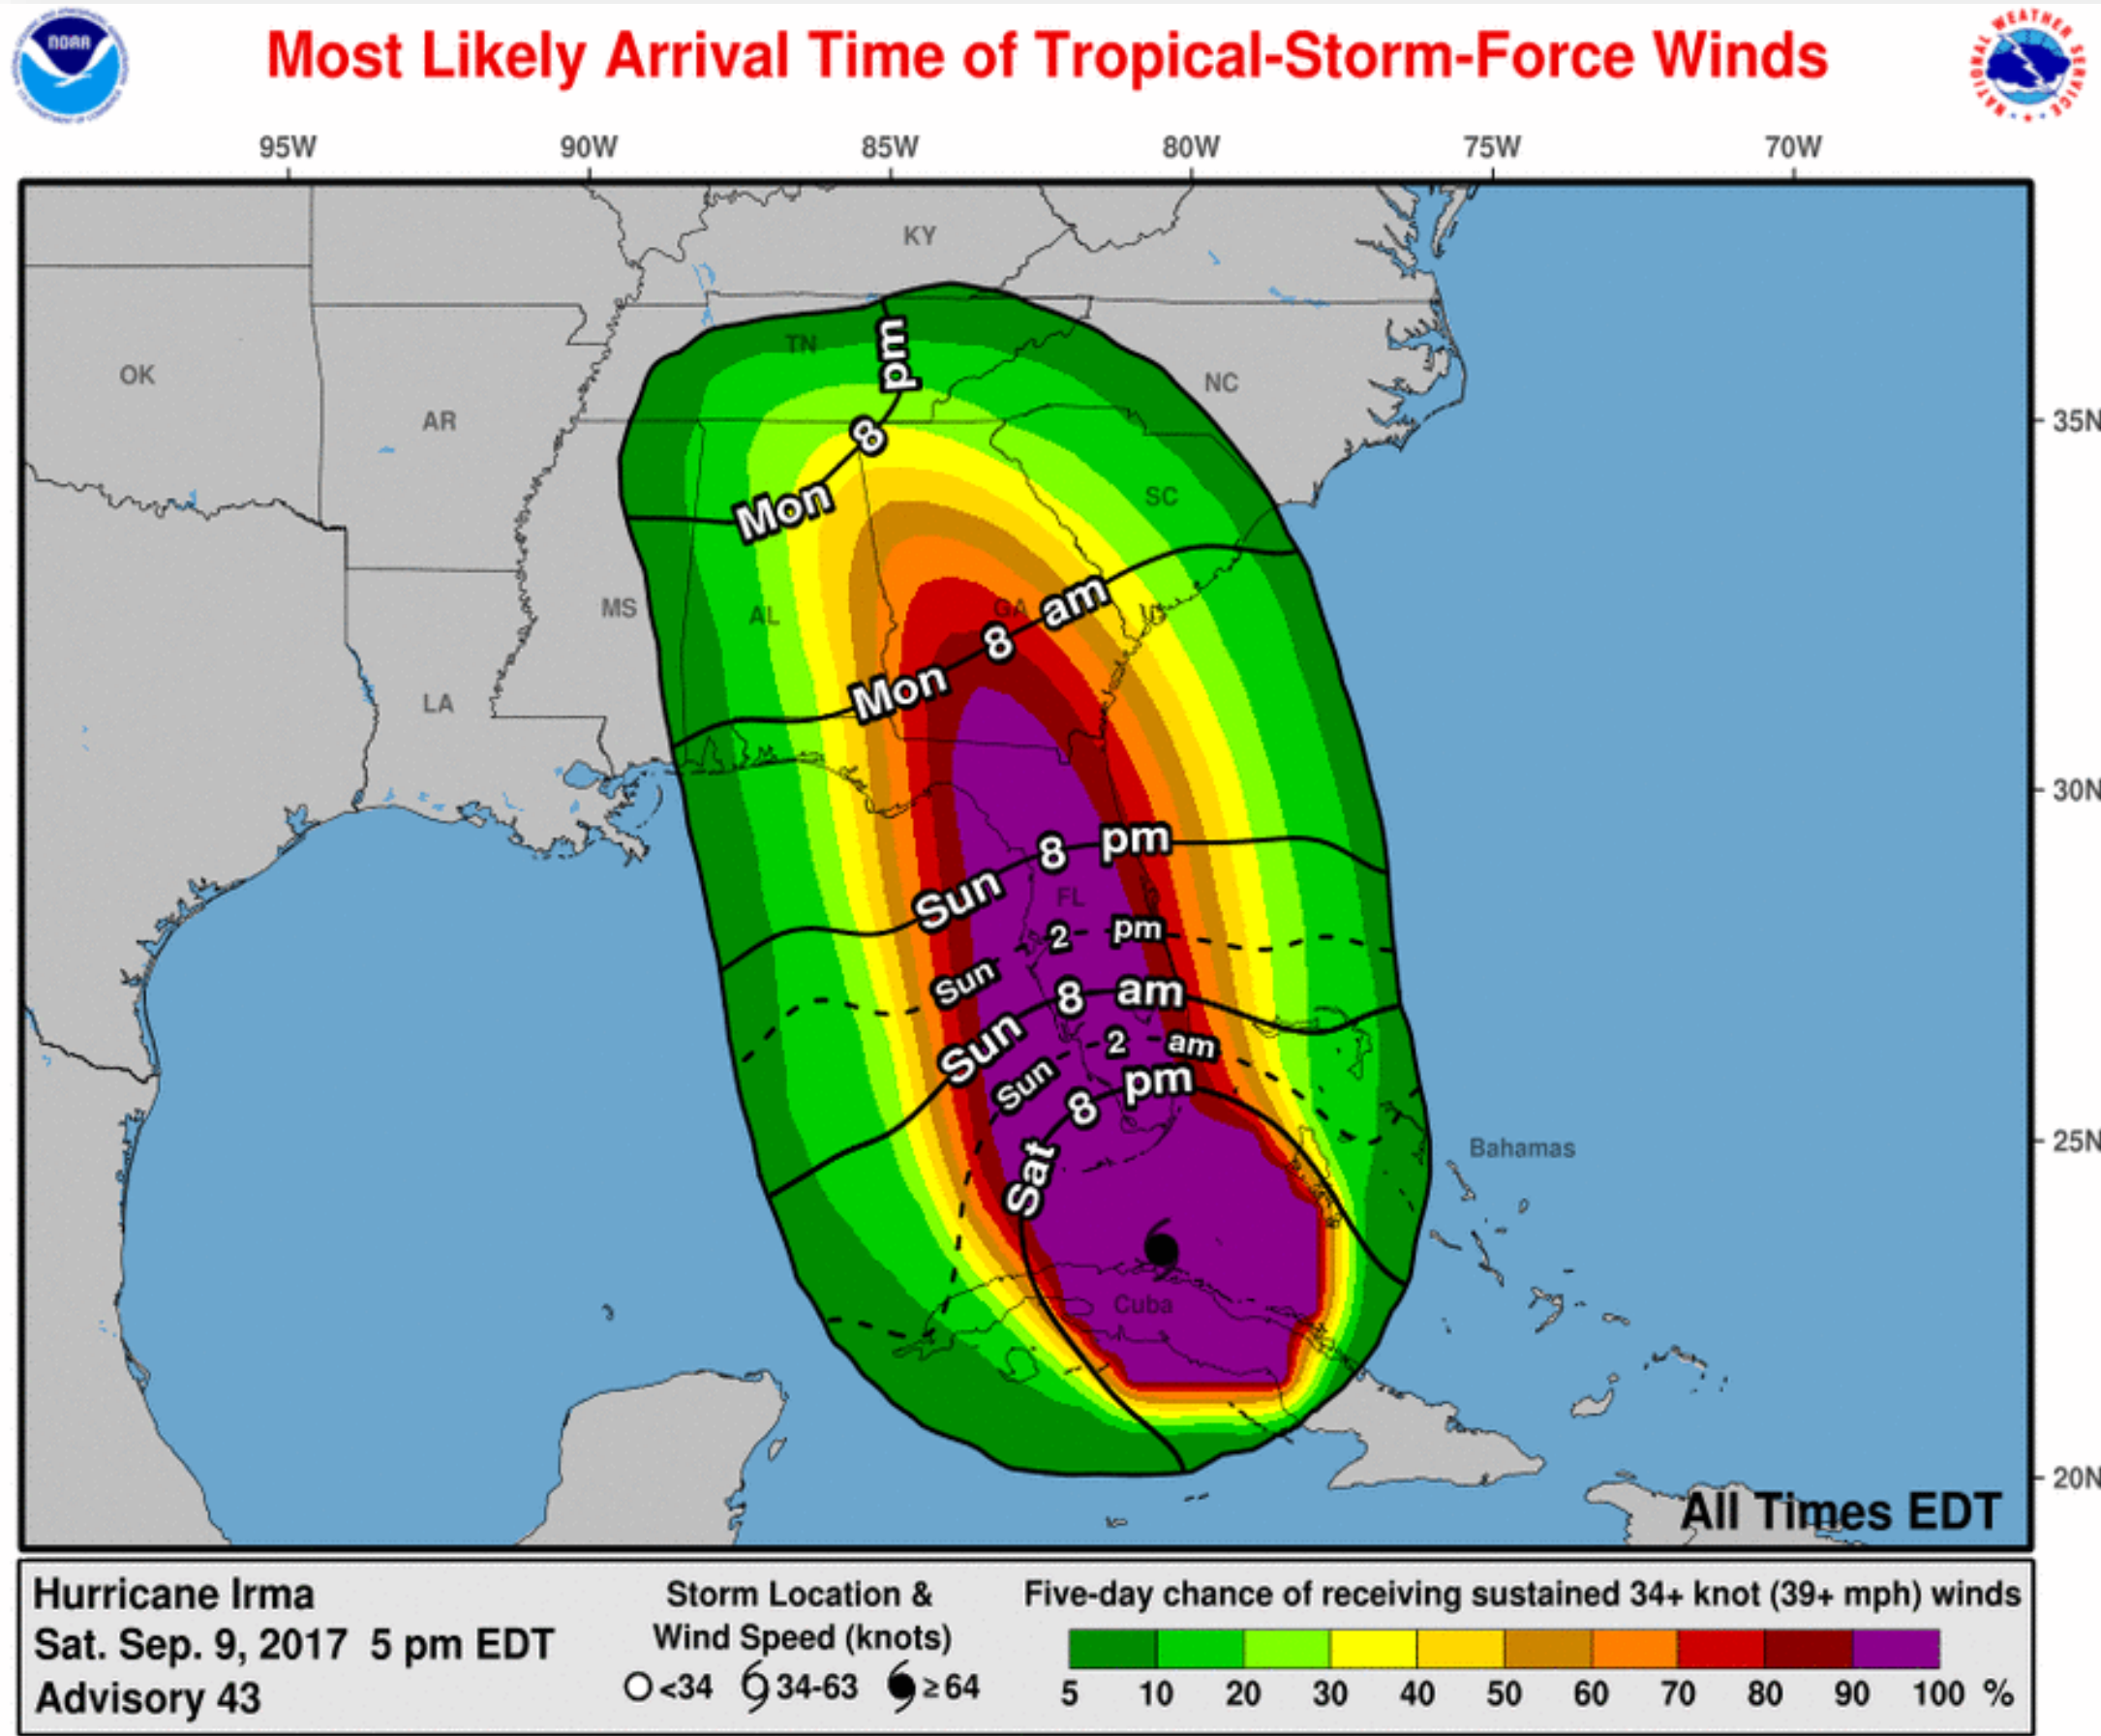 NOAA
Most Likely Arrival Time of Tropical-Storm-Force Winds
NATIONAL WEATHER SERVICE
95W 90W 85W 80W 75W 70W
KY
OK
AR
TN
NC
35N
SC
MS
AL
GA
LA
30N
FL
25N
Bahamas
Cuba
20N
Mon 8 pm
Mon 8 am
Sun 8 pm
Sun 2 pm
Sun 8 am
Sun 2 am
Sat 8 pm
All Times EDT
Hurricane Irma
Sat. Sep. 9, 2017 5 pm EDT
Advisory 43
Storm Location &
Wind Speed (knots)
<34 34-63 ≥64
Five-day chance of receiving sustained 34+ knot (39+ mph) winds
5 10 20 30 40 50 60 70 80 90 100 %